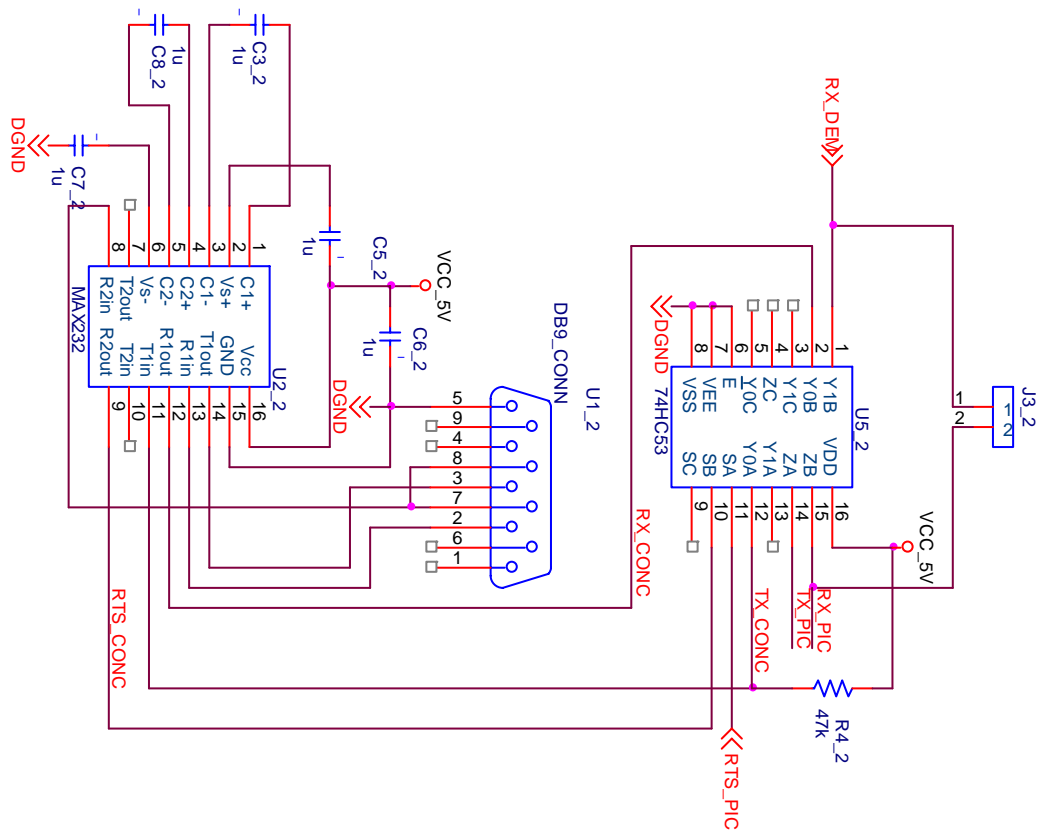 C3_2
1u
C8_2
1u
RX_DEM
DGND
C7_2
1u
C5_2
1u
VCC_5V
C6_2
1u
DGND
DB9_CONN
U1_2
5
9
4
8
3
7
2
6
1
J3_2
1
2
1
2
8
7
6
5
4
3
2
1
R2in
T2out
Vs-
C2-
C2+
C1-
Vs+
C1+
R2out
T2in
T1in
R1out
R1in
T1out
GND
Vcc
9
10
11
12
13
14
15
16
MAX232
U2_2
DGND
8
7
6
5
4
3
2
1
VSS
VEE
E
Y0C
ZC
Y1C
Y0B
Y1B
SC
SB
SA
Y0A
Y1A
ZA
ZB
VDD
9
10
11
12
13
14
15
16
74HC53
U5_2
VCC_5V
RX_CONC
TX_CONC
TX_PIC
RX_PIC
RTS_CONC
R4_2
47k
RTS_PIC